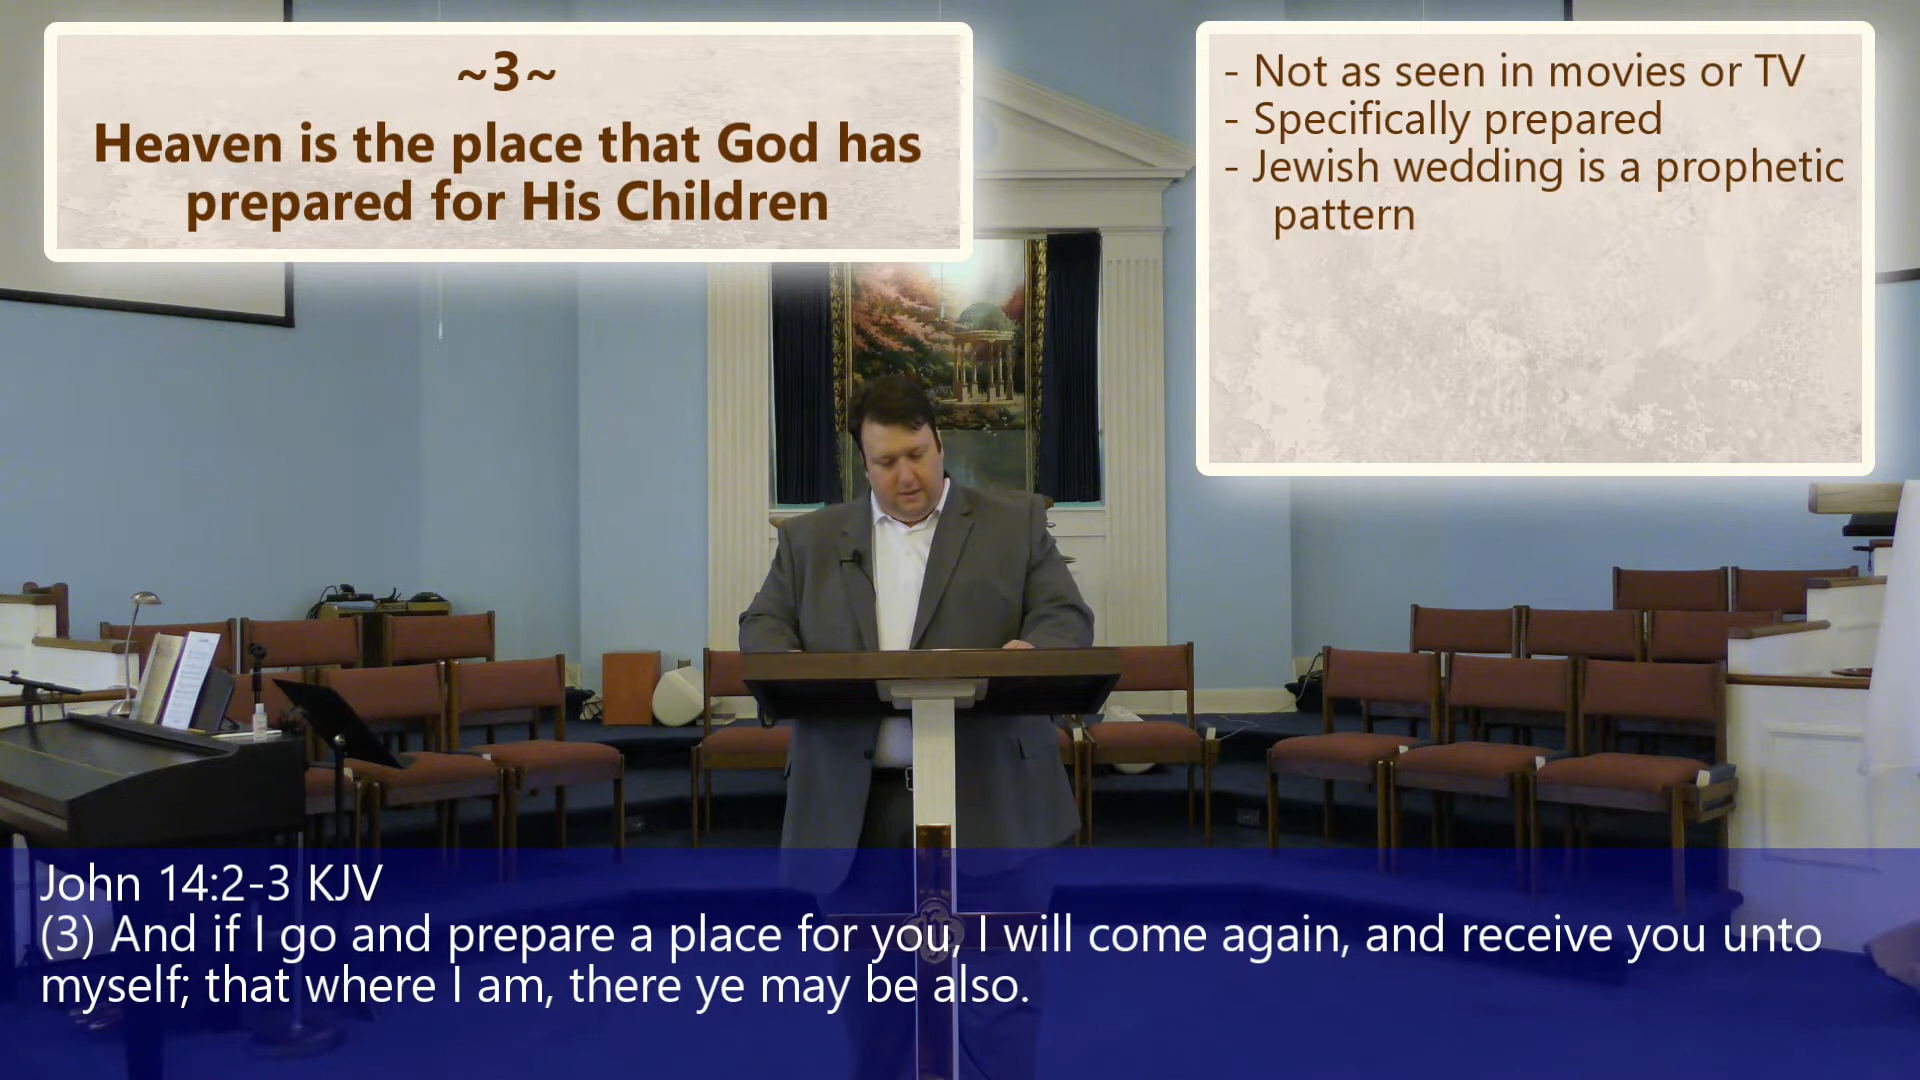 ~3~
Heaven is the place that God has
prepared for His Children
- Not as seen in movies or TV
- Specifically prepared
- Jewish wedding is a prophetic
pattern
John 14:2-3 KJV
(3) And if I go and prepare a place for you, I will come again, and receive you unto
myself; that where I am, there ye may be also.